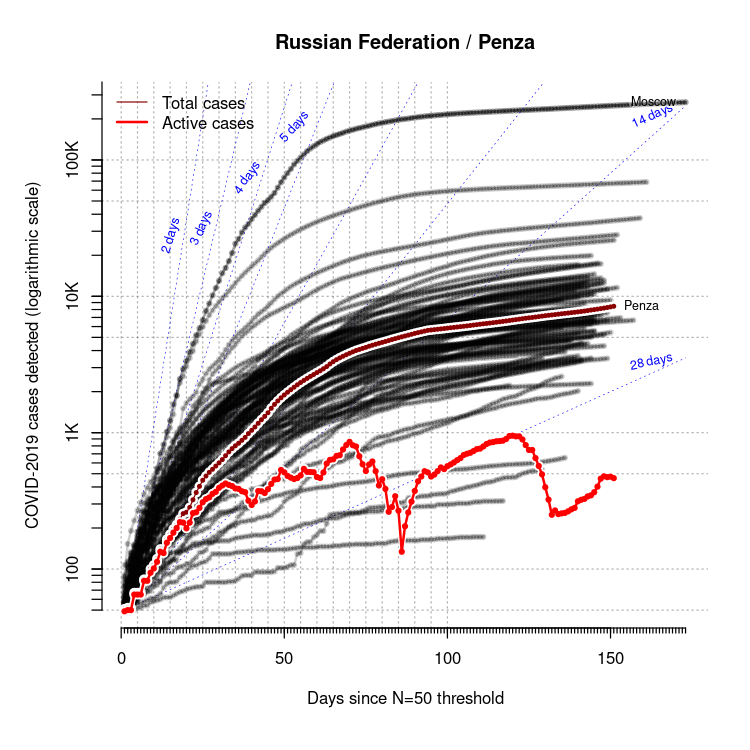 Russian Federation / Penza
Total cases
Active cases
Moscow
14 days
5 days
4 days
3 days
2 days
28 days
Penza
COVID-2019 cases detected (logarithmic scale)
100K
10K
1K
100
0
50
100
150
Days since N=50 threshold